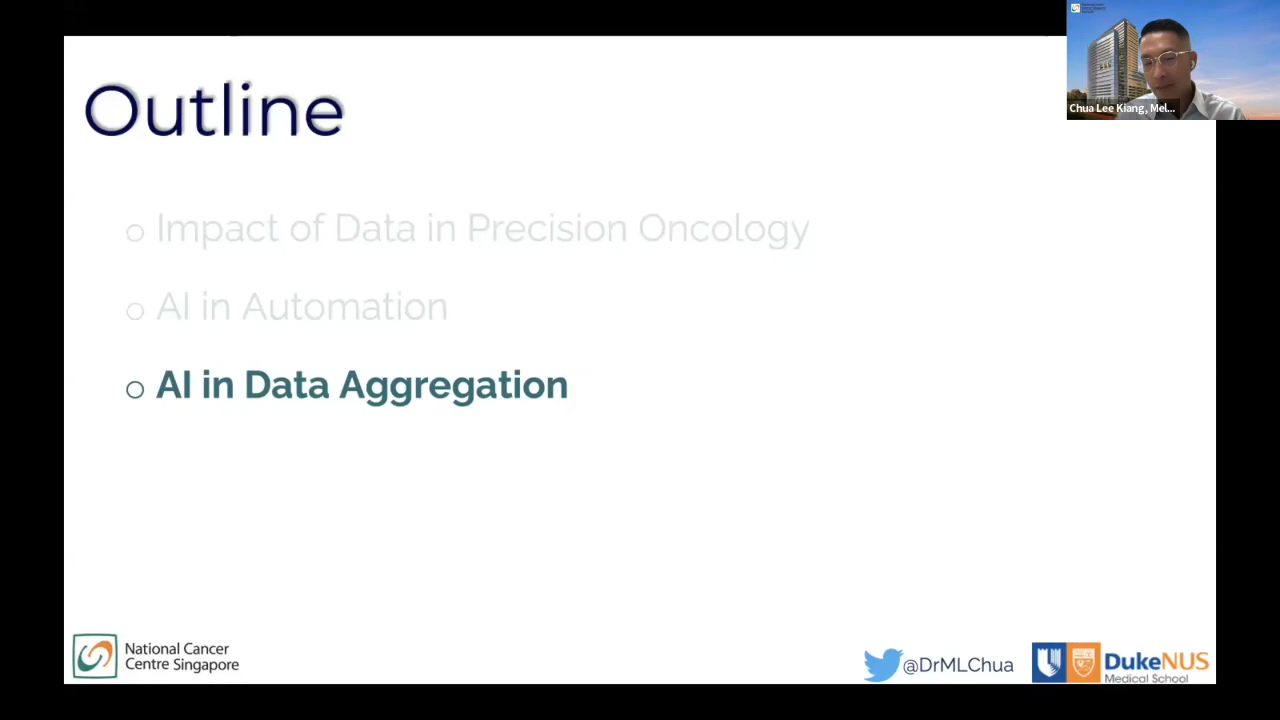 Outline
Chua Lee Kiang, Mel...
Impact of Data in Precision Oncology
AI in Automation
AI in Data Aggregation
National Cancer
Centre Singapore
@DrMLChua
DukeNUS
Medical School